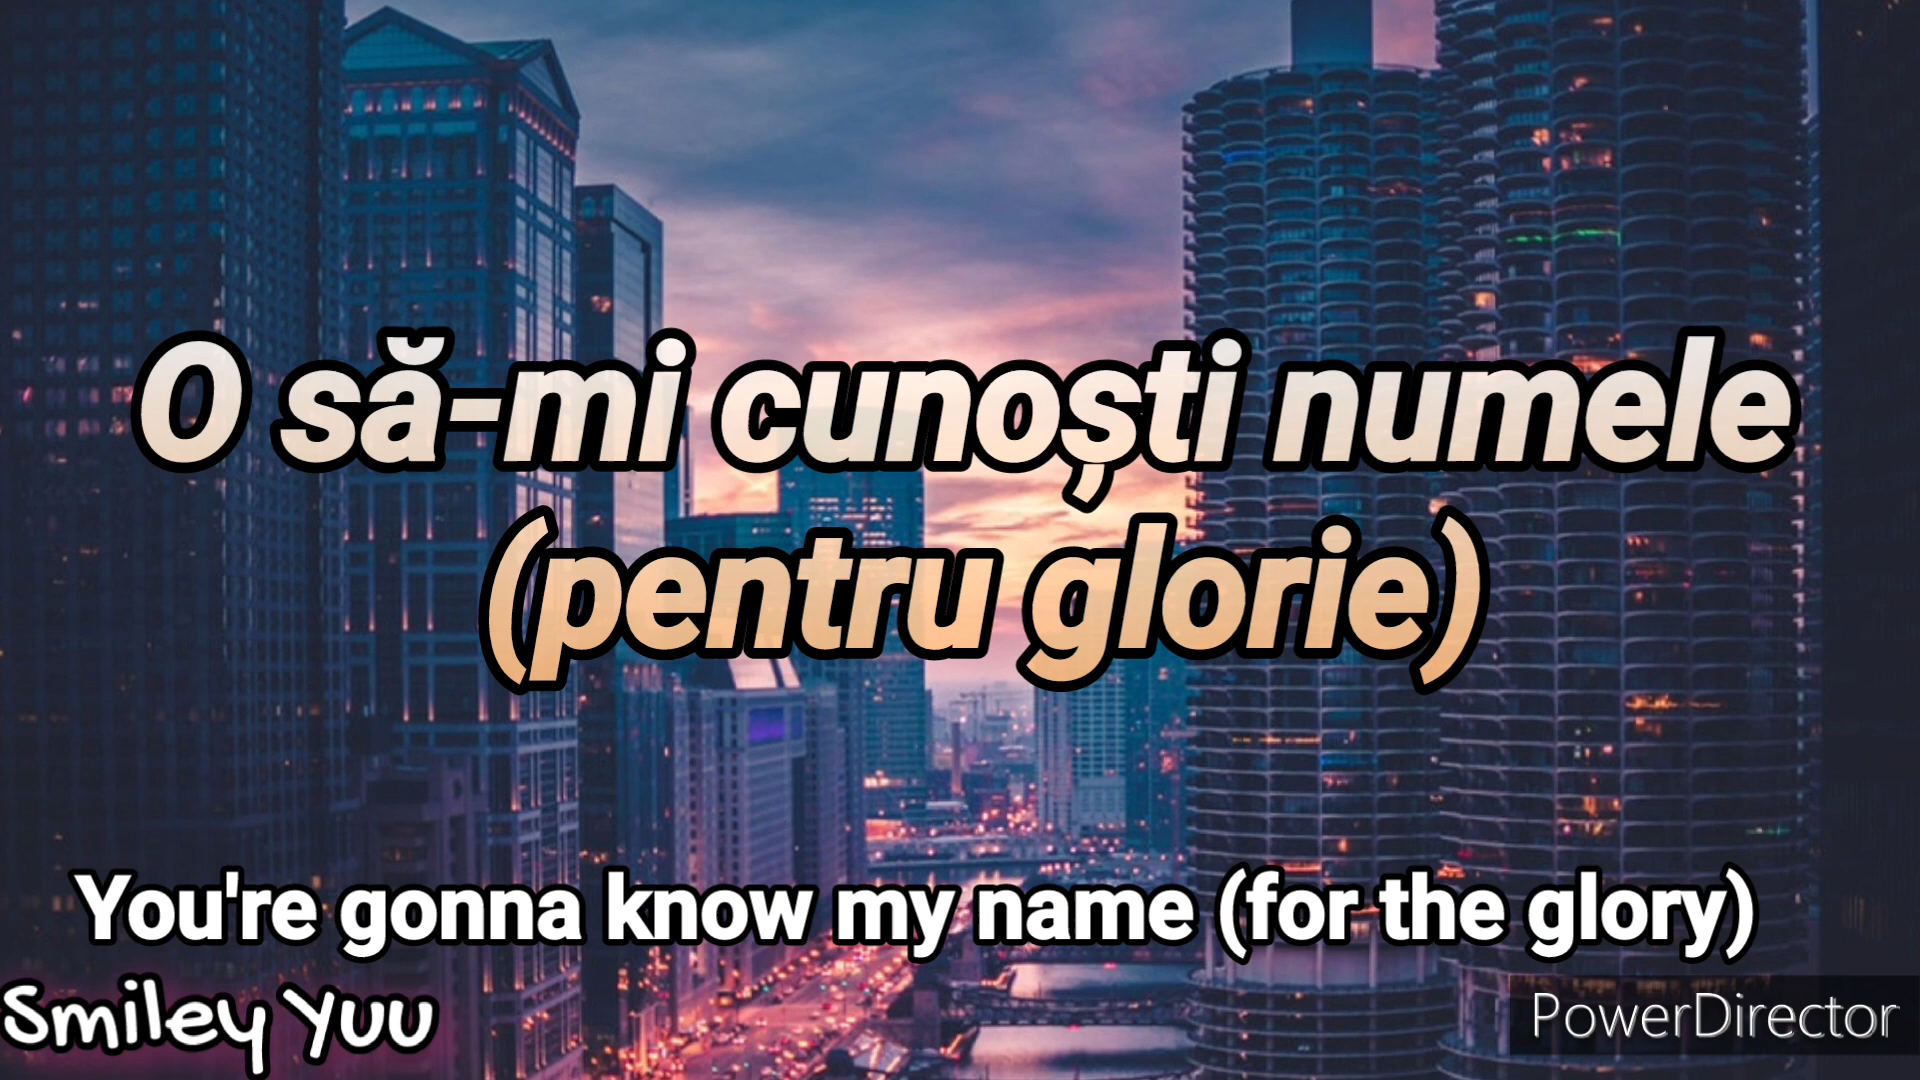 O să-mi cunoști numele
(pentru glorie)
You're gonna know my name (for the glory)
Smiley Yuu
PowerDirector